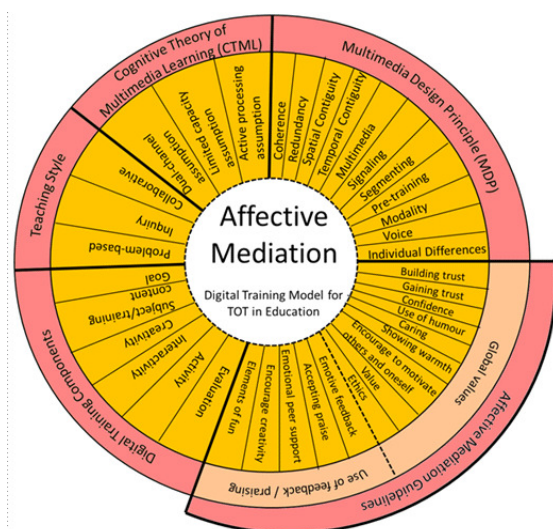 Affective
Mediation
Digital Training Model for
TOT in Education
Cognitive Theory of
Multimedia Learning (CTML)
Dual-channel
assumption
Limited capacity
assumption
Active processing
assumption
Multimedia Design Principle (MDP)
Coherence
Redundancy
Spatial Contiguity
Temporal Contiguity
Multimedia
Signaling
Segmenting
Pre-training
Modality
Voice
Individual Differences
Affective Mediation Guidelines
Global values
Building trust
Gaining trust
Confidence
Use of humour
Caring
Showing warmth
Encourage to motivate
others and oneself
Value
Ethics
Use of feedback / praising
Emotive feedback
Accepting praise
Emotional peer support
Encourage creativity
Elements of fun
Digital Training Components
Evaluation
Activity
Interactivity
Creativity
Subject/training
content
Goal
Teaching Style
Problem-based
Inquiry
Collaborative